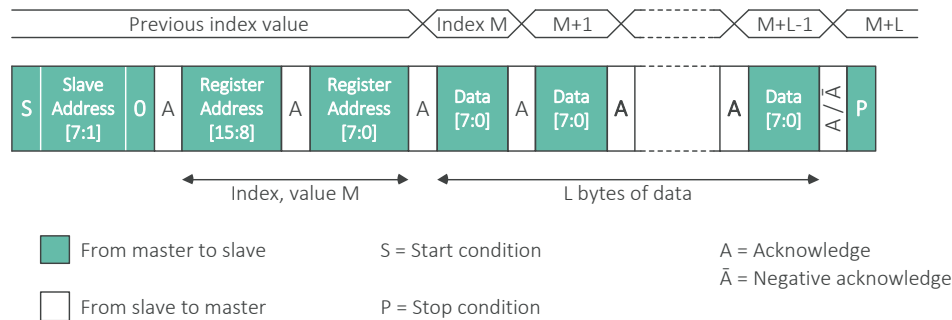 Previous index value Index M M+1 M+L-1 M+L
S Slave Address [7:1] 0 A Register Address [15:8] A Register Address [7:0] A Data [7:0] A Data [7:0] A A Data [7:0] A / Ā P
Index, value M L bytes of data
From master to slave S = Start condition A = Acknowledge
Ā = Negative acknowledge
From slave to master P = Stop condition